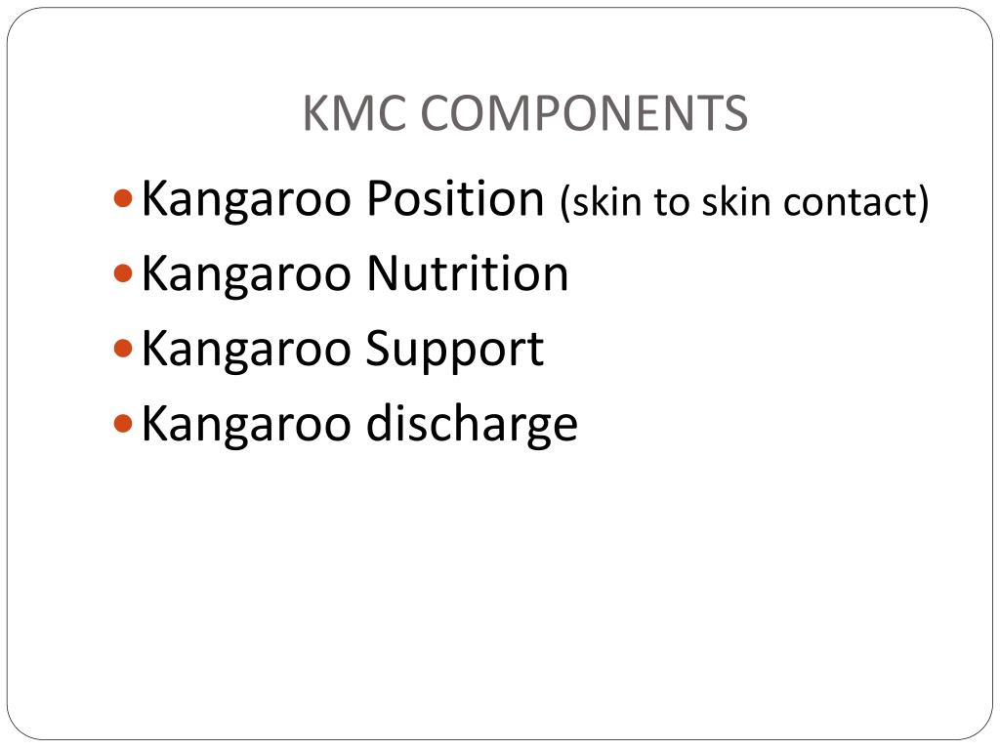 KMC COMPONENTS
• Kangaroo Position (skin to skin contact)
• Kangaroo Nutrition
• Kangaroo Support
• Kangaroo discharge